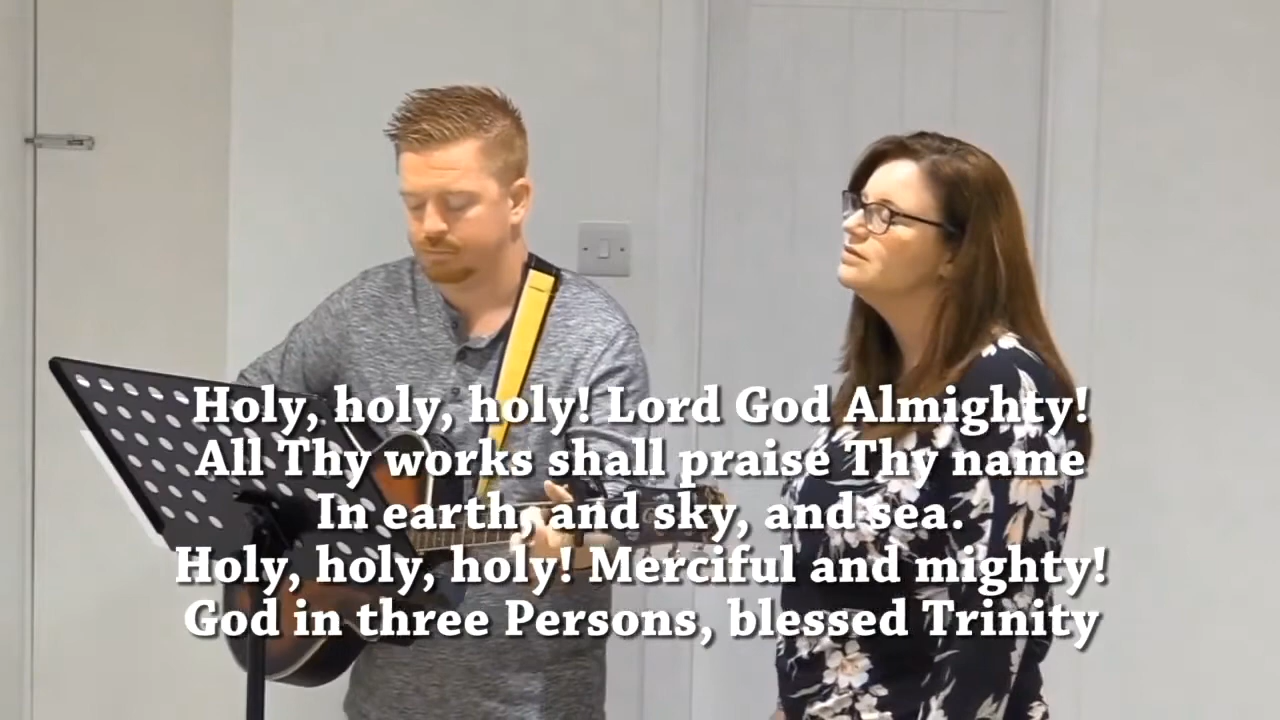 Holy, holy, holy! Lord God Almighty!
All Thy works shall praise Thy name
In earth, and sky, and sea.
Holy, holy, holy! Merciful and mighty!
God in three Persons, blessed Trinity